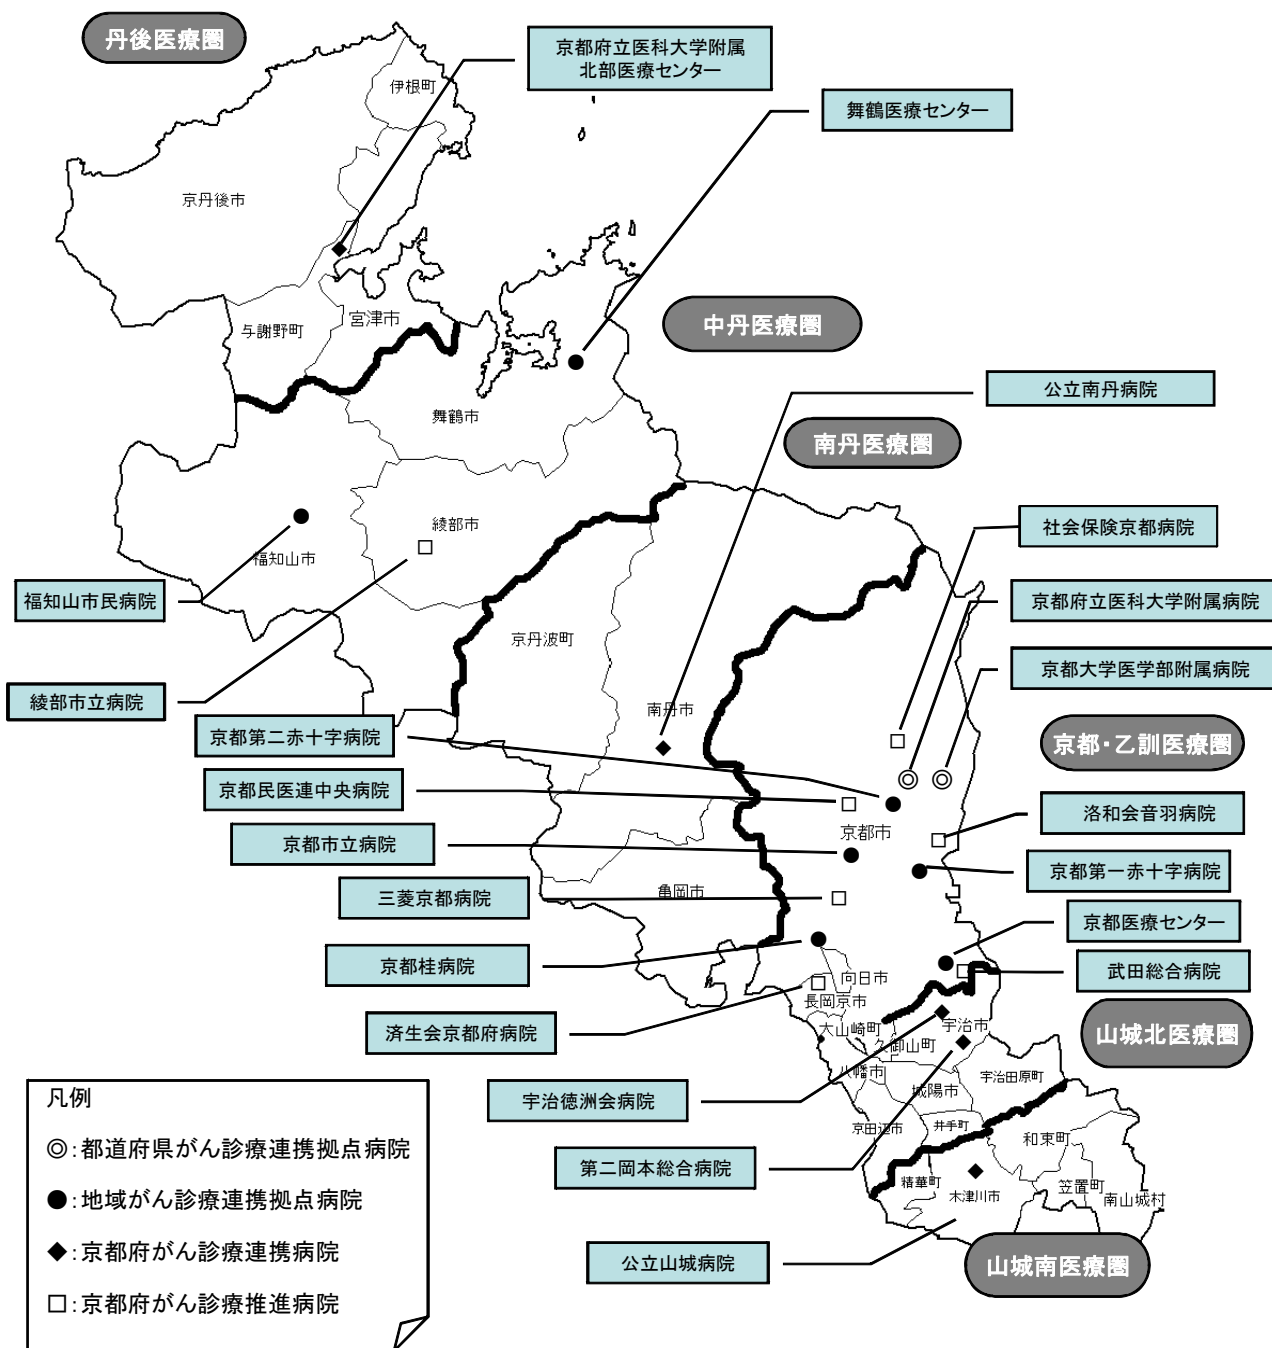 丹後医療圏
京都府立医科大学附属
北部医療センター
伊根町
舞鶴医療センター
京丹後市
中丹医療圏
宮津市
与謝野町
公立南丹病院
舞鶴市
南丹医療圏
綾部市
社会保険京都病院
福知山市
福知山市民病院
京都府立医科大学附属病院
京丹波町
京都大学医学部附属病院
綾部市立病院
南丹市
京都第二赤十字病院
京都・乙訓医療圏
京都民医連中央病院
洛和会音羽病院
京都市
京都市立病院
京都第一赤十字病院
亀岡市
三菱京都病院
京都医療センター
京都桂病院
武田総合病院
向日市
長岡京市
済生会京都府病院
大山崎町
宇治市
山城北医療圏
久御山町
八幡市
宇治田原町
城陽市
宇治徳洲会病院
京田辺市
井手町
和束町
第二岡本総合病院
精華町
笠置町
木津川市
南山城村
公立山城病院
山城南医療圏
凡例
◎：都道府県がん診療連携拠点病院
●：地域がん診療連携拠点病院
◆：京都府がん診療連携病院
□：京都府がん診療推進病院